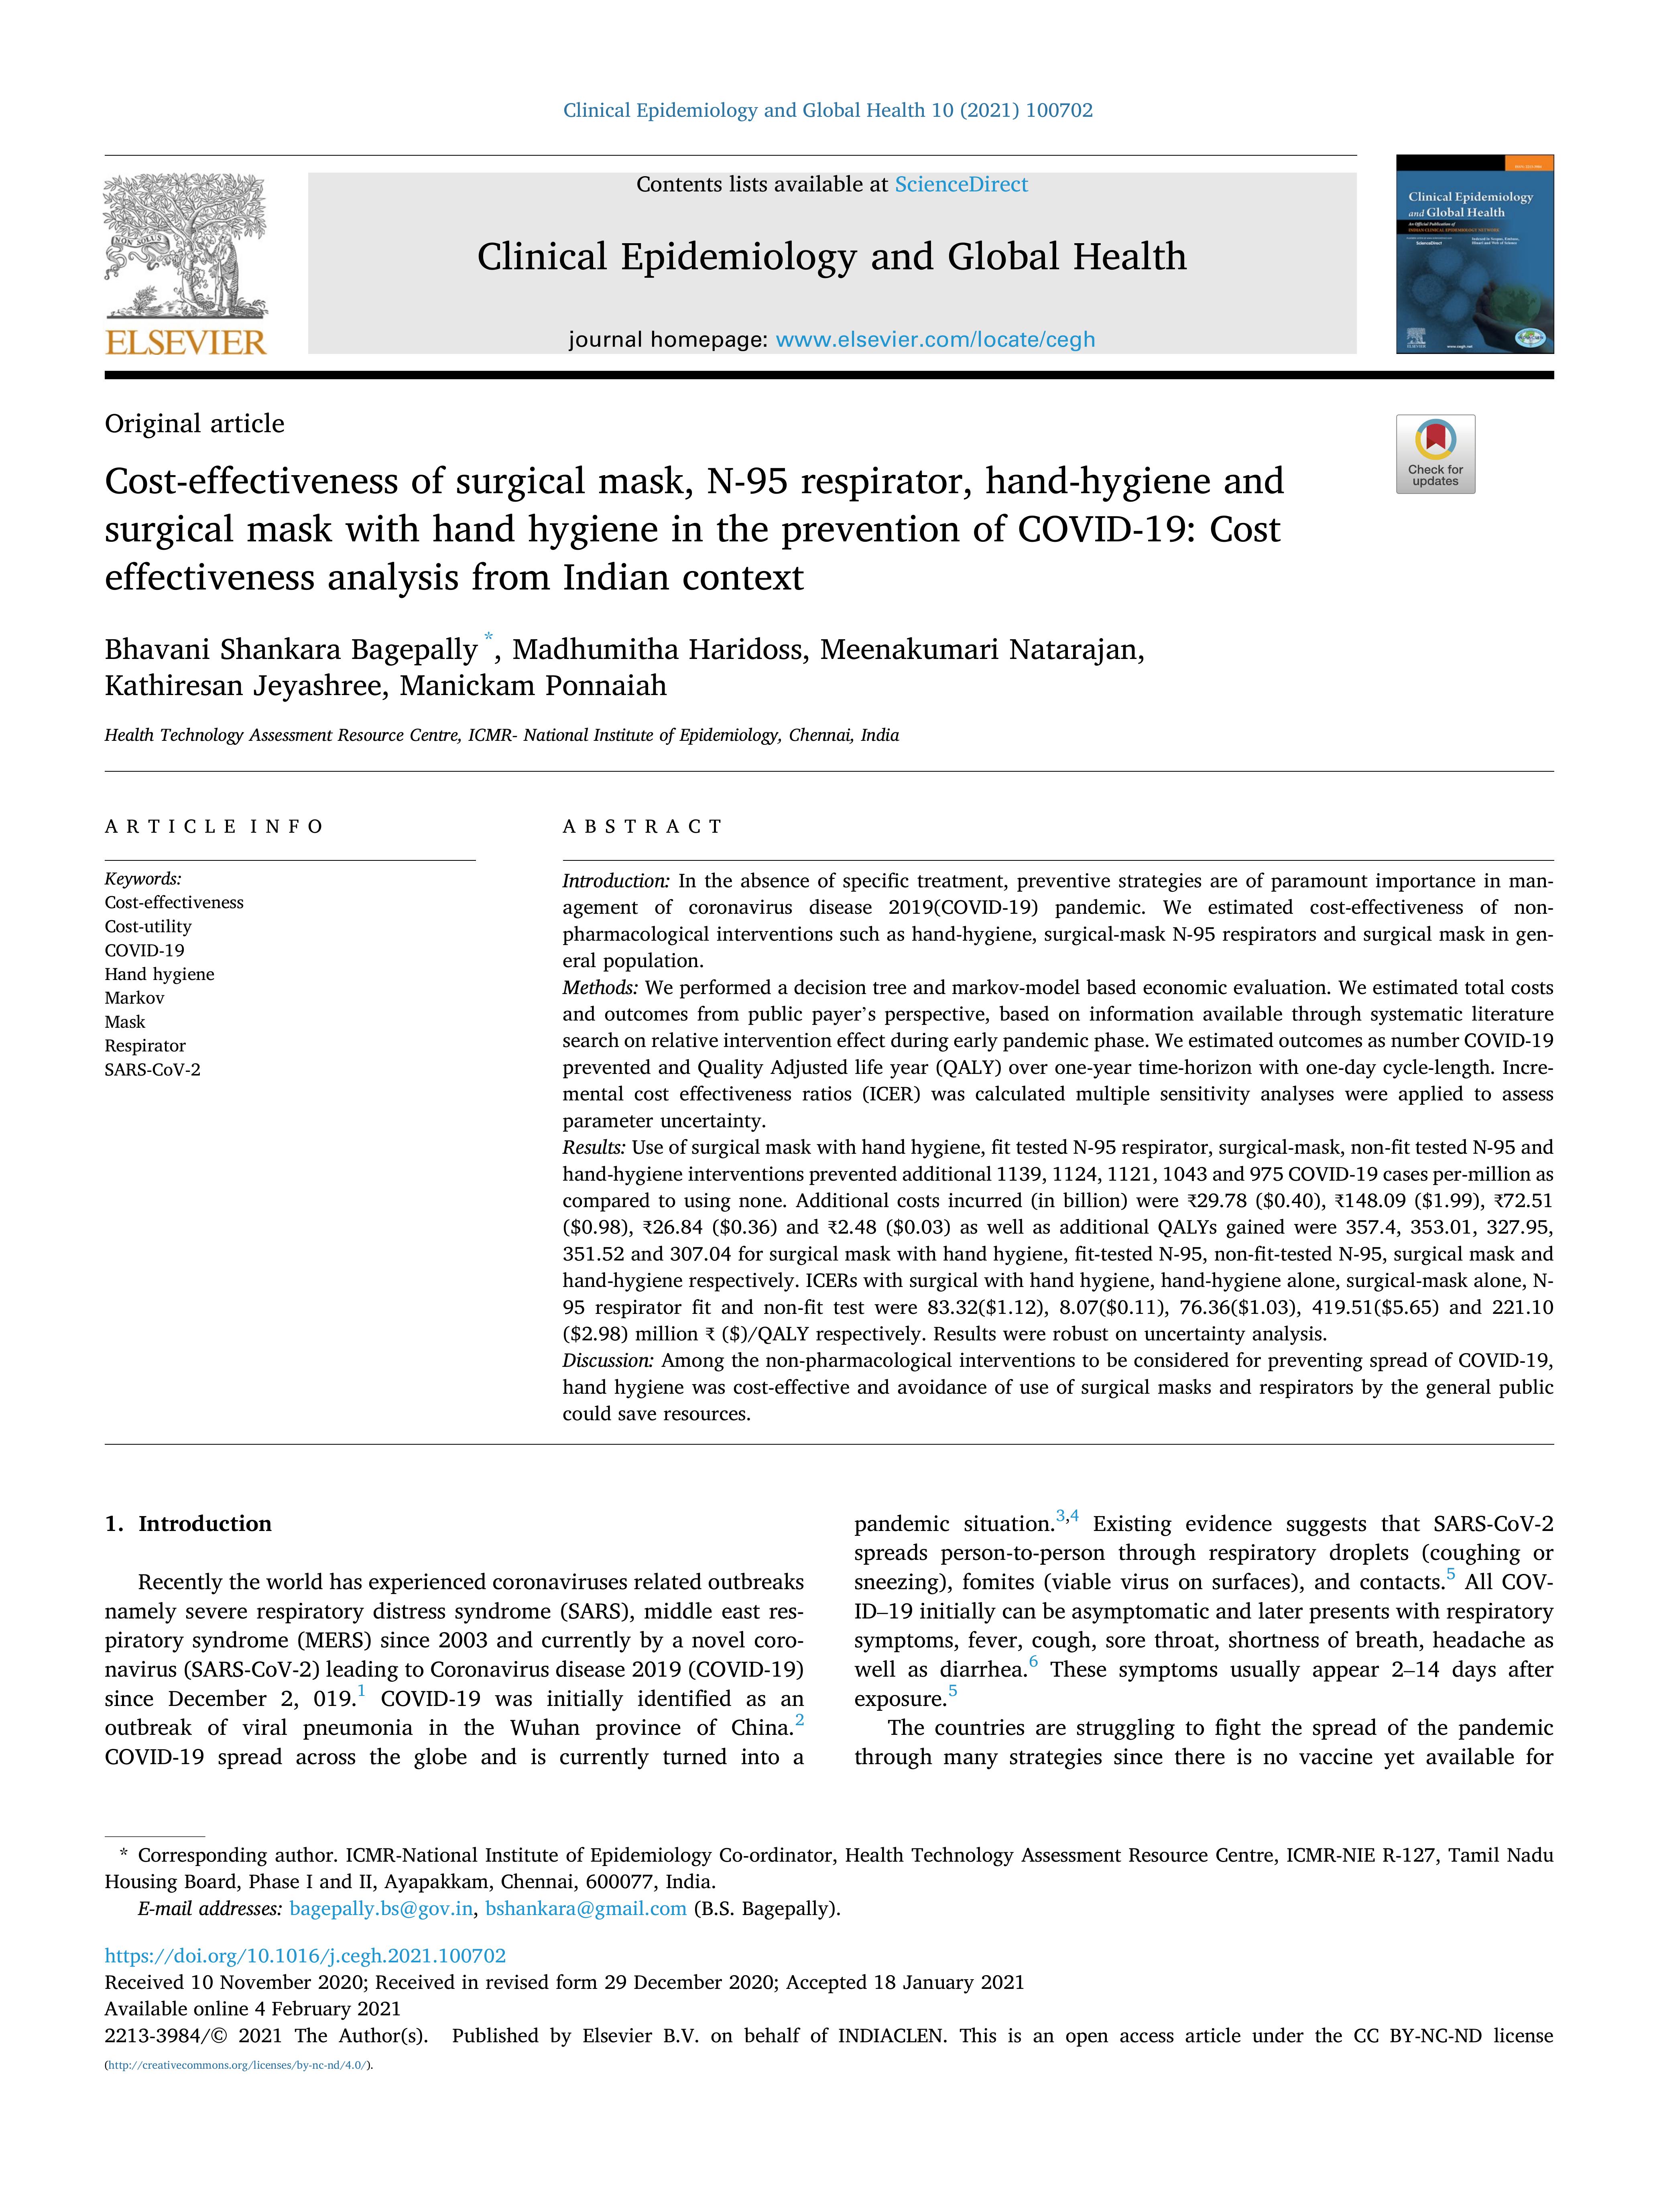 Clinical Epidemiology and Global Health 10 (2021) 100702
NON SOLUS
ELSEVIER
Contents lists available at ScienceDirect
Clinical Epidemiology and Global Health
journal homepage: www.elsevier.com/locate/cegh
Clinical Epidemiology
and Global Health
An Official Publication of
INDIAN CLINICAL EPIDEMIOLOGY NETWORK
ScienceDirect
ELSEVIER
www.cegh.net
Original article
Check for
updates
Cost-effectiveness of surgical mask, N-95 respirator, hand-hygiene and
surgical mask with hand hygiene in the prevention of COVID-19: Cost
effectiveness analysis from Indian context
Bhavani Shankara Bagepally *, Madhumitha Haridoss, Meenakumari Natarajan,
Kathiresan Jeyashree, Manickam Ponnaiah
Health Technology Assessment Resource Centre, ICMR- National Institute of Epidemiology, Chennai, India
ARTICLE INFO
Keywords:
Cost-effectiveness
Cost-utility
COVID-19
Hand hygiene
Markov
Mask
Respirator
SARS-CoV-2
ABSTRACT
Introduction: In the absence of specific treatment, preventive strategies are of paramount importance in man-
agement of coronavirus disease 2019(COVID-19) pandemic. We estimated cost-effectiveness of non-
pharmacological interventions such as hand-hygiene, surgical-mask N-95 respirators and surgical mask in gen-
eral population.
Methods: We performed a decision tree and markov-model based economic evaluation. We estimated total costs
and outcomes from public payer's perspective, based on information available through systematic literature
search on relative intervention effect during early pandemic phase. We estimated outcomes as number COVID-19
prevented and Quality Adjusted life year (QALY) over one-year time-horizon with one-day cycle-length. Incre-
mental cost effectiveness ratios (ICER) was calculated multiple sensitivity analyses were applied to assess
parameter uncertainty.
Results: Use of surgical mask with hand hygiene, fit tested N-95 respirator, surgical-mask, non-fit tested N-95 and
hand-hygiene interventions prevented additional 1139, 1124, 1121, 1043 and 975 COVID-19 cases per-million as
compared to using none. Additional costs incurred (in billion) were ₹29.78 ($0.40), ₹148.09 ($1.99), ₹72.51
($0.98), ₹26.84 ($0.36) and ₹2.48 ($0.03) as well as additional QALYs gained were 357.4, 353.01, 327.95,
351.52 and 307.04 for surgical mask with hand hygiene, fit-tested N-95, non-fit-tested N-95, surgical mask and
hand-hygiene respectively. ICERs with surgical with hand hygiene, hand-hygiene alone, surgical-mask alone, N-
95 respirator fit and non-fit test were 83.32($1.12), 8.07($0.11), 76.36($1.03), 419.51($5.65) and 221.10
($2.98) million ₹ ($)/QALY respectively. Results were robust on uncertainty analysis.
Discussion: Among the non-pharmacological interventions to be considered for preventing spread of COVID-19,
hand hygiene was cost-effective and avoidance of use of surgical masks and respirators by the general public
could save resources.
1. Introduction
Recently the world has experienced coronaviruses related outbreaks
namely severe respiratory distress syndrome (SARS), middle east res-
piratory syndrome (MERS) since 2003 and currently by a novel coro-
navirus (SARS-CoV-2) leading to Coronavirus disease 2019 (COVID-19)
since December 2, 019.1 COVID-19 was initially identified as an
outbreak of viral pneumonia in the Wuhan province of China.2
COVID-19 spread across the globe and is currently turned into a
pandemic situation.3,4 Existing evidence suggests that SARS-CoV-2
spreads person-to-person through respiratory droplets (coughing or
sneezing), fomites (viable virus on surfaces), and contacts.5 All COV-
ID–19 initially can be asymptomatic and later presents with respiratory
symptoms, fever, cough, sore throat, shortness of breath, headache as
well as diarrhea.6 These symptoms usually appear 2–14 days after
exposure.5
The countries are struggling to fight the spread of the pandemic
through many strategies since there is no vaccine yet available for
* Corresponding author. ICMR-National Institute of Epidemiology Co-ordinator, Health Technology Assessment Resource Centre, ICMR-NIE R-127, Tamil Nadu
Housing Board, Phase I and II, Ayapakkam, Chennai, 600077, India.
E-mail addresses: bagepally.bs@gov.in, bshankara@gmail.com (B.S. Bagepally).
https://doi.org/10.1016/j.cegh.2021.100702
Received 10 November 2020; Received in revised form 29 December 2020; Accepted 18 January 2021
Available online 4 February 2021
2213-3984/© 2021 The Author(s). Published by Elsevier B.V. on behalf of INDIACLEN. This is an open access article under the CC BY-NC-ND license
(http://creativecommons.org/licenses/by-nc-nd/4.0/).